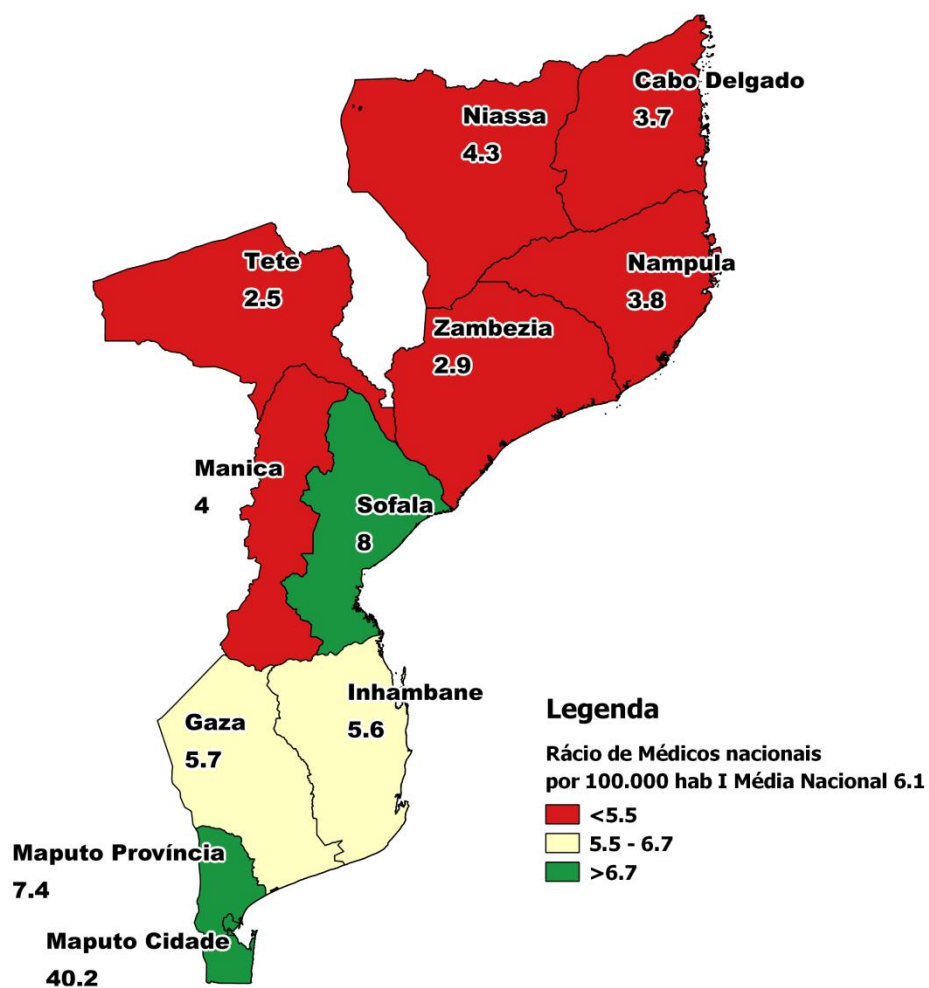 Cabo Delgado
3.7
Niassa
4.3
Tete
2.5
Nampula
3.8
Zambezia
2.9
Manica
4
Sofala
8
Inhambane
5.6
Gaza
5.7
Maputo Província
7.4
Maputo Cidade
40.2
Legenda
Rácio de Médicos nacionais
por 100.000 hab I Média Nacional 6.1
<5.5
5.5 - 6.7
>6.7